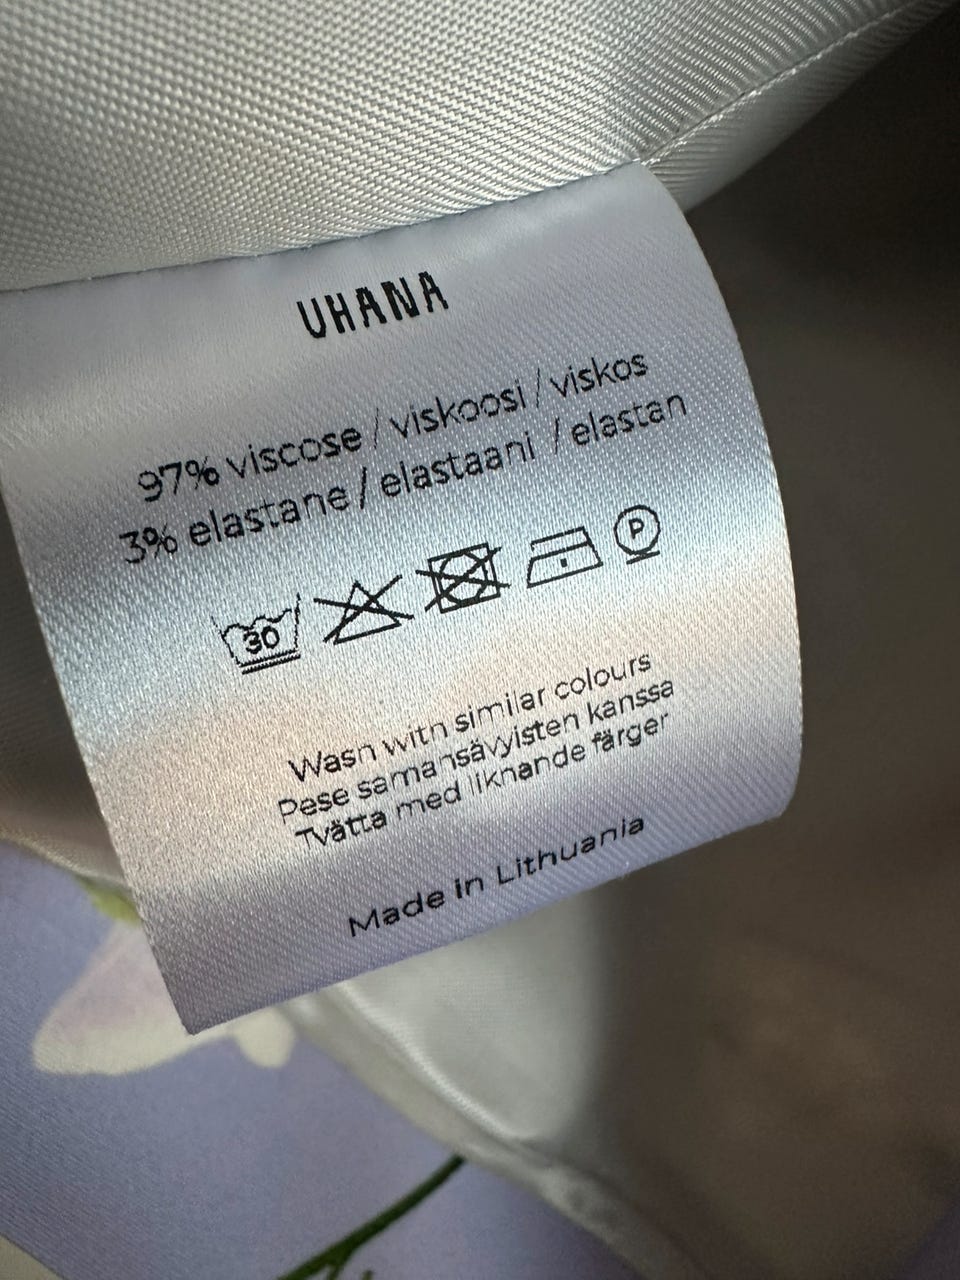 UHANA
97% viscose / viskoosi / viskos
3% elastane / elastaani / elastan
30 P
Wash with similar colours
Pese samansävyisten kanssa
Tvätta med liknande färger
Made in Lithuania